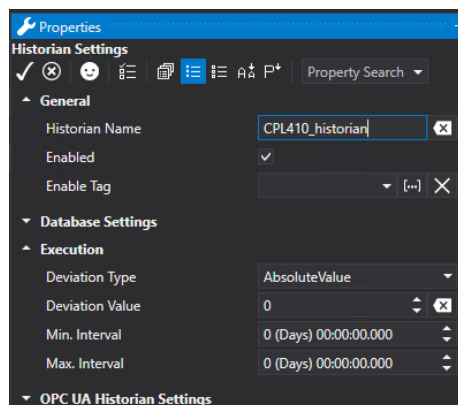 Properties
Historian Settings
Property Search
General
Historian Name CPL410_historian
Enabled
Enable Tag
Database Settings
Execution
Deviation Type AbsoluteValue
Deviation Value 0
Min. Interval 0 (Days) 00:00:00.000
Max. Interval 0 (Days) 00:00:00.000
OPC UA Historian Settings